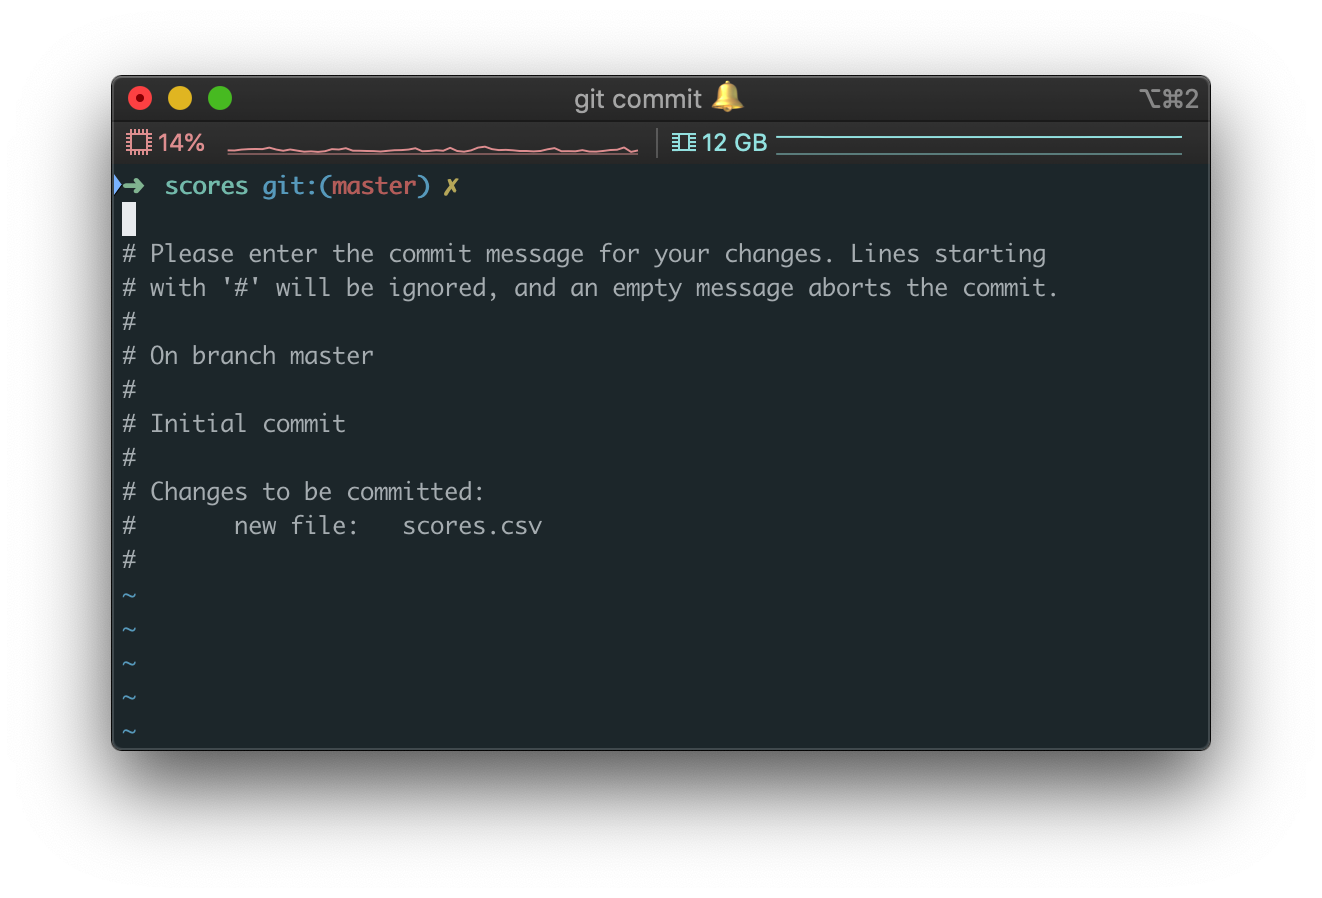 git commit 🔔 ⌥⌘2
14% 12 GB
➜ scores git:(master) ✗
# Please enter the commit message for your changes. Lines starting
# with '#' will be ignored, and an empty message aborts the commit.
#
# On branch master
#
# Initial commit
#
# Changes to be committed:
#       new file:   scores.csv
#
~
~
~
~
~